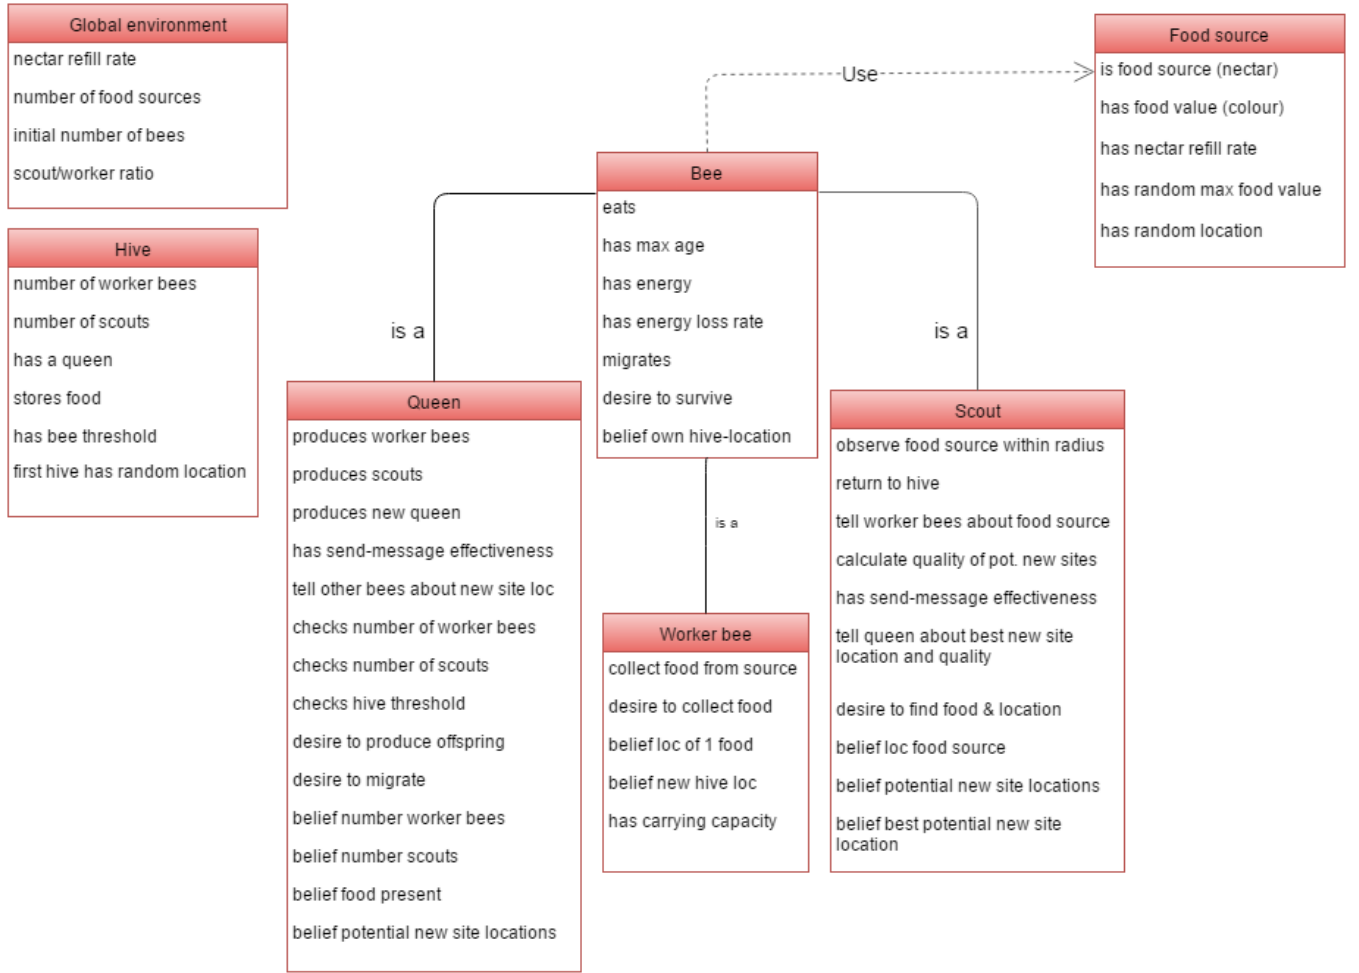 Global environment
nectar refill rate
number of food sources
initial number of bees
scout/worker ratio
Hive
number of worker bees
number of scouts
has a queen
stores food
has bee threshold
first hive has random location
Use
Food source
is food source (nectar)
has food value (colour)
has nectar refill rate
has random max food value
has random location
Bee
eats
has max age
has energy
has energy loss rate
migrates
desire to survive
belief own hive-location
is a
is a
is a
Queen
produces worker bees
produces scouts
produces new queen
has send-message effectiveness
tell other bees about new site loc
checks number of worker bees
checks number of scouts
checks hive threshold
desire to produce offspring
desire to migrate
belief number worker bees
belief number scouts
belief food present
belief potential new site locations
Worker bee
collect food from source
desire to collect food
belief loc of 1 food
belief new hive loc
has carrying capacity
Scout
observe food source within radius
return to hive
tell worker bees about food source
calculate quality of pot. new sites
has send-message effectiveness
tell queen about best new site
location and quality
desire to find food & location
belief loc food source
belief potential new site locations
belief best potential new site
location